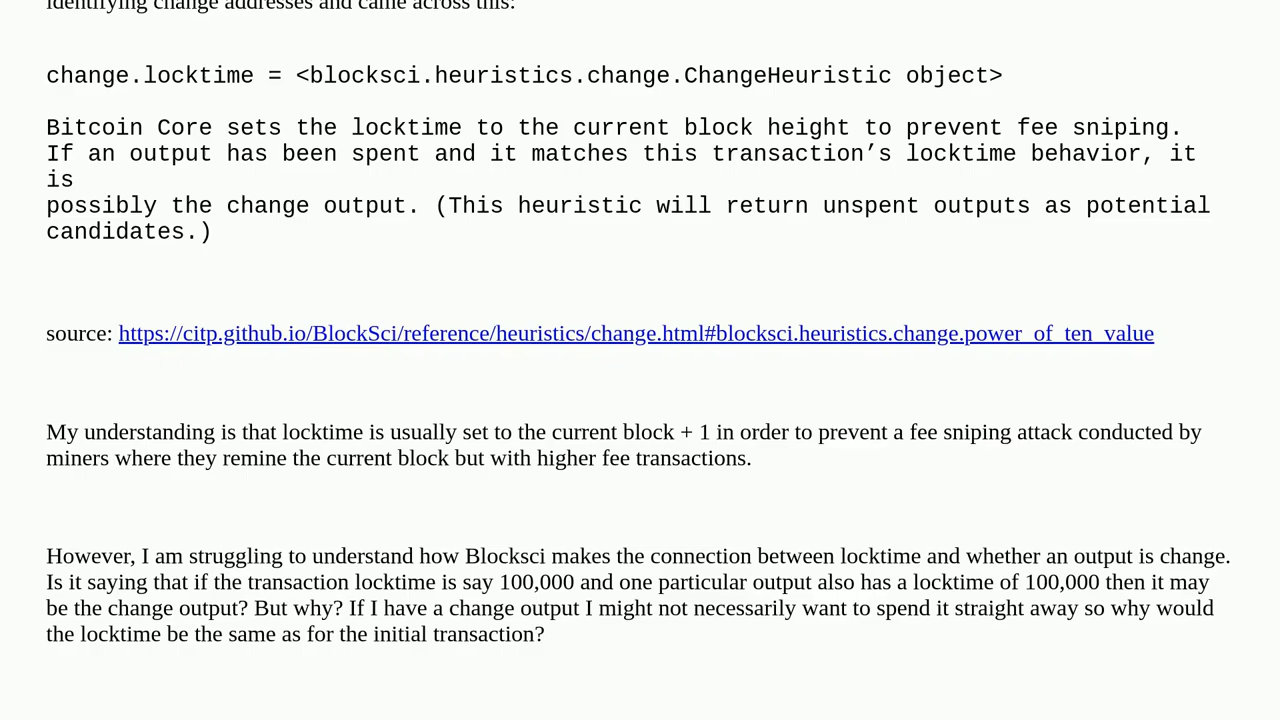 identifying change addresses and came across this:
change.locktime = <blocksci.heuristics.change.ChangeHeuristic object>
Bitcoin Core sets the locktime to the current block height to prevent fee sniping.
If an output has been spent and it matches this transaction’s locktime behavior, it
is
possibly the change output. (This heuristic will return unspent outputs as potential
candidates.)
source: https://citp.github.io/BlockSci/reference/heuristics/change.html#blocksci.heuristics.change.power_of_ten_value
My understanding is that locktime is usually set to the current block + 1 in order to prevent a fee sniping attack conducted by
miners where they remine the current block but with higher fee transactions.
However, I am struggling to understand how Blocksci makes the connection between locktime and whether an output is change.
Is it saying that if the transaction locktime is say 100,000 and one particular output also has a locktime of 100,000 then it may
be the change output? But why? If I have a change output I might not necessarily want to spend it straight away so why would
the locktime be the same as for the initial transaction?